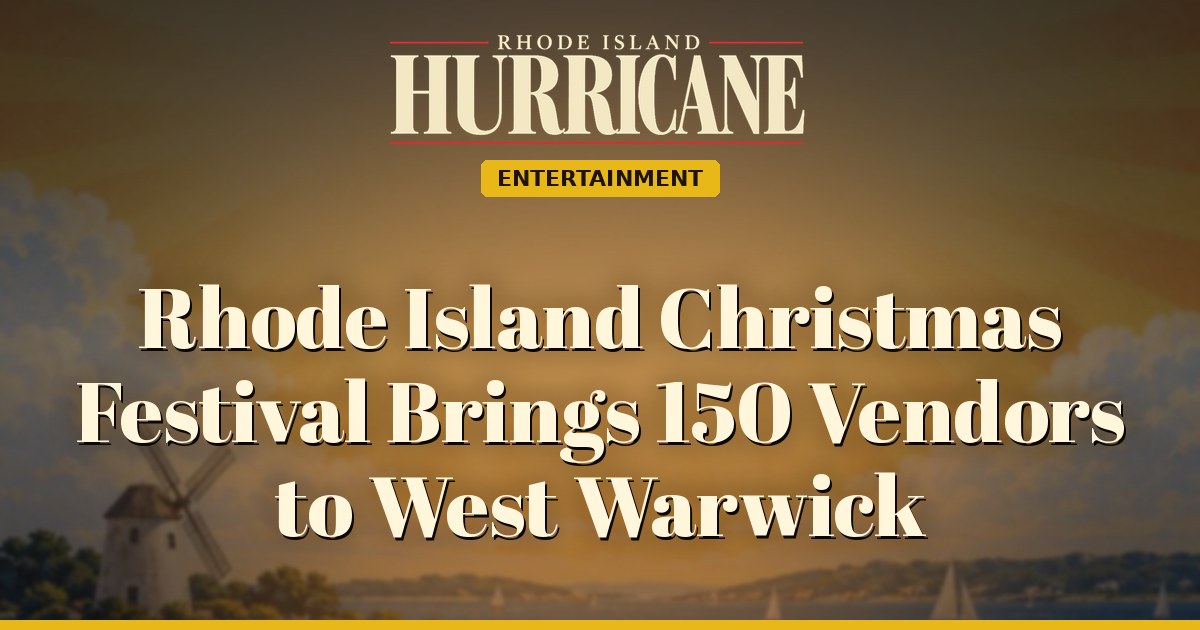 RHODE ISLAND
HURRICANE
ENTERTAINMENT
Rhode Island Christmas
Festival Brings 150 Vendors
to West Warwick